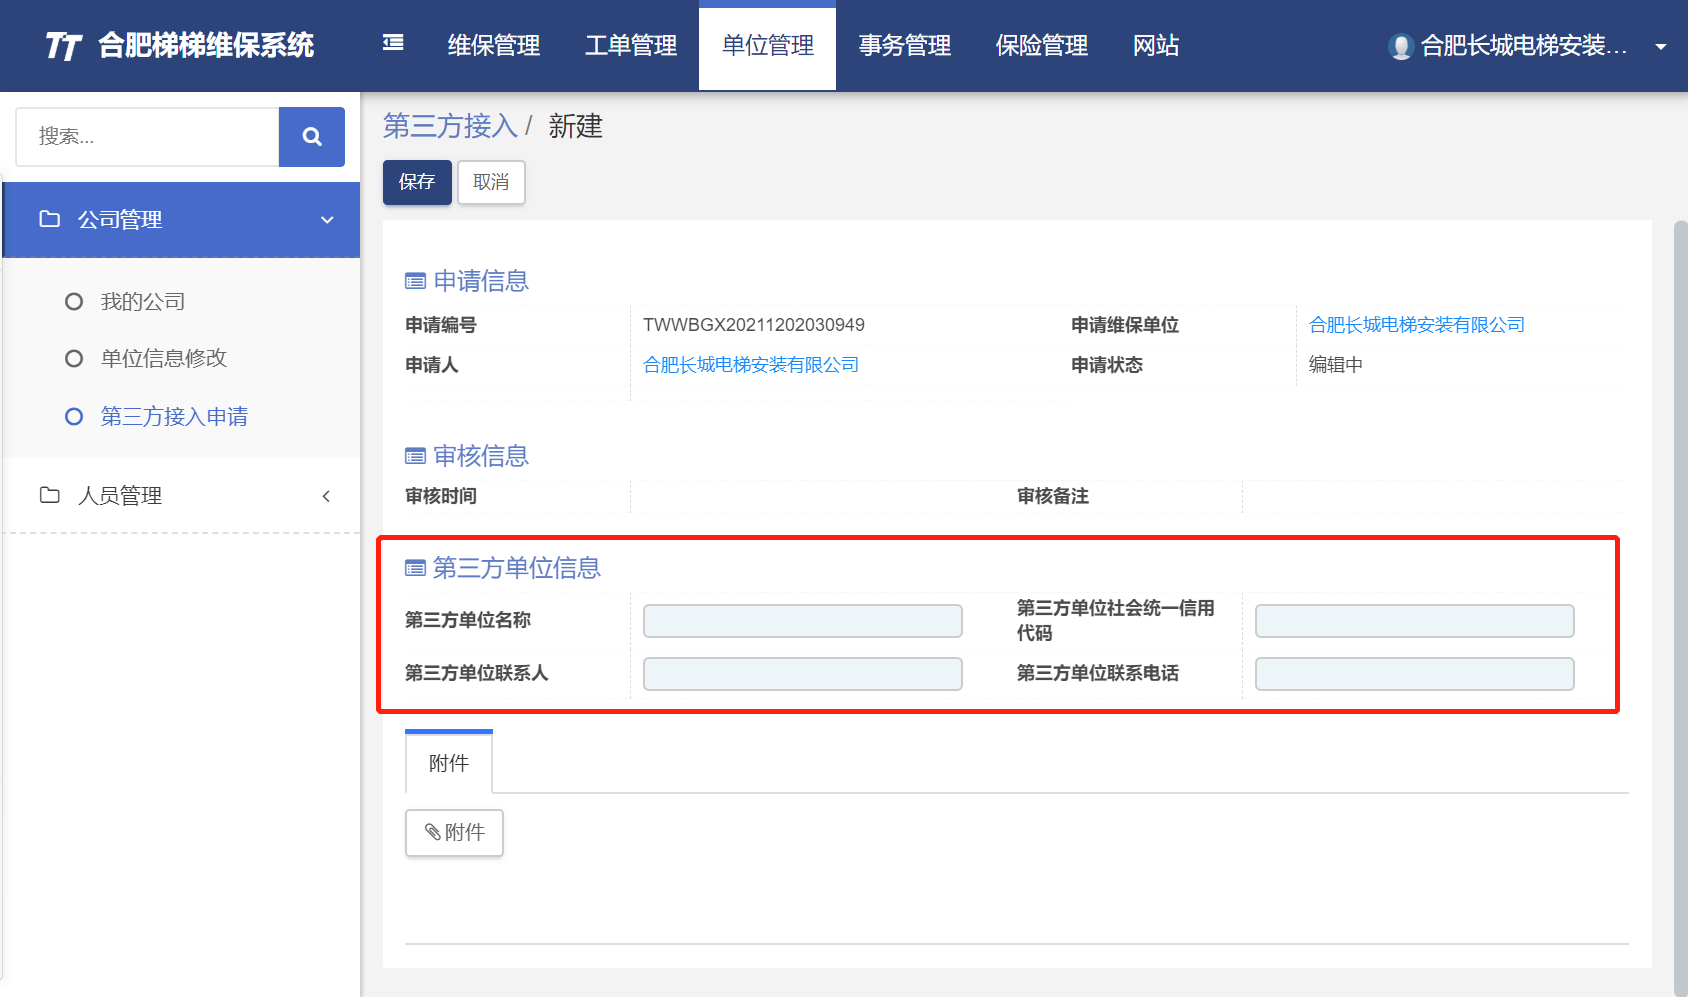 TT 合肥梯梯维保系统
维保管理 工单管理 单位管理 事务管理 保险管理 网站
合肥长城电梯安装...
搜索...
公司管理
我的公司
单位信息修改
第三方接入申请
人员管理
第三方接入 / 新建
保存 取消
申请信息
申请编号 TWWBGX20211202030949 申请维保单位 合肥长城电梯安装有限公司
申请人 合肥长城电梯安装有限公司 申请状态 编辑中
审核信息
审核时间 审核备注
第三方单位信息
第三方单位名称 第三方单位社会统一信用
代码
第三方单位联系人 第三方单位联系电话
附件
附件